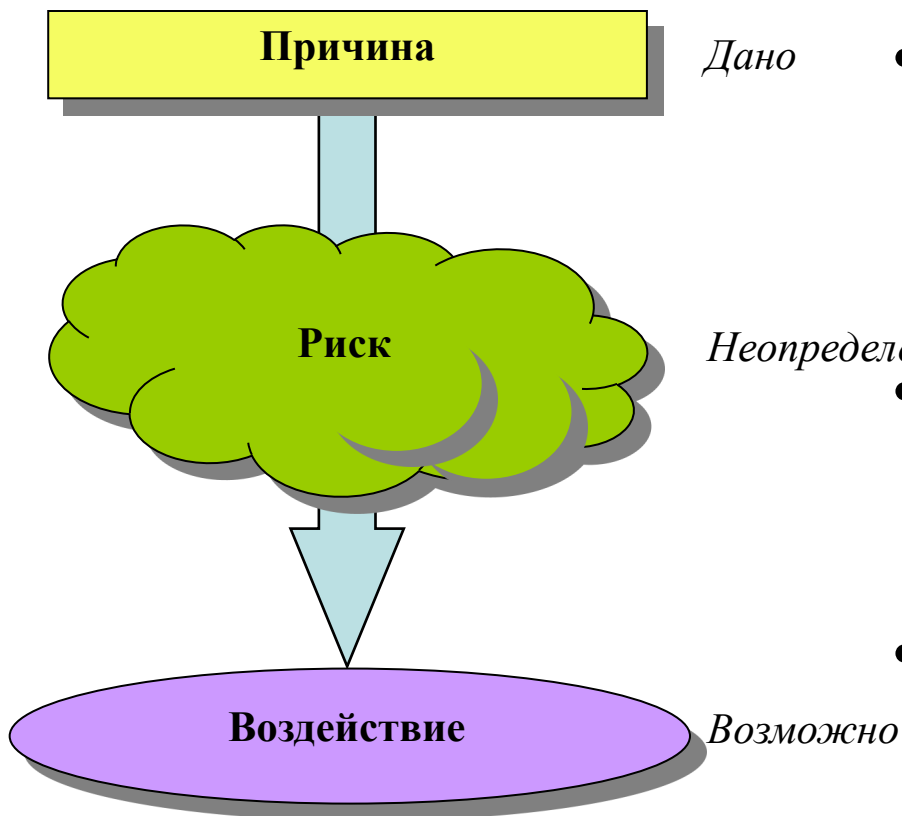 Причина
Дано
•
Риск
•
•
Воздействие
Возможно